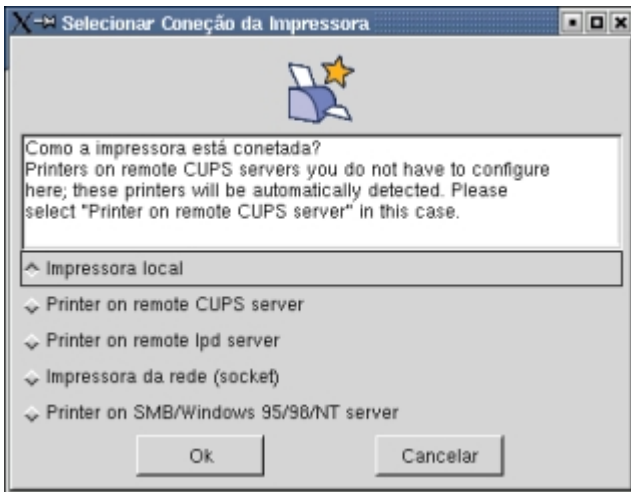 Selecionar Coneção da Impressora
Como a impressora está conetada?
Printers on remote CUPS servers you do not have to configure
here; these printers will be automatically detected. Please
select "Printer on remote CUPS server" in this case.
Impressora local
Printer on remote CUPS server
Printer on remote lpd server
Impressora da rede (socket)
Printer on SMB/Windows 95/98/NT server
Ok Cancelar